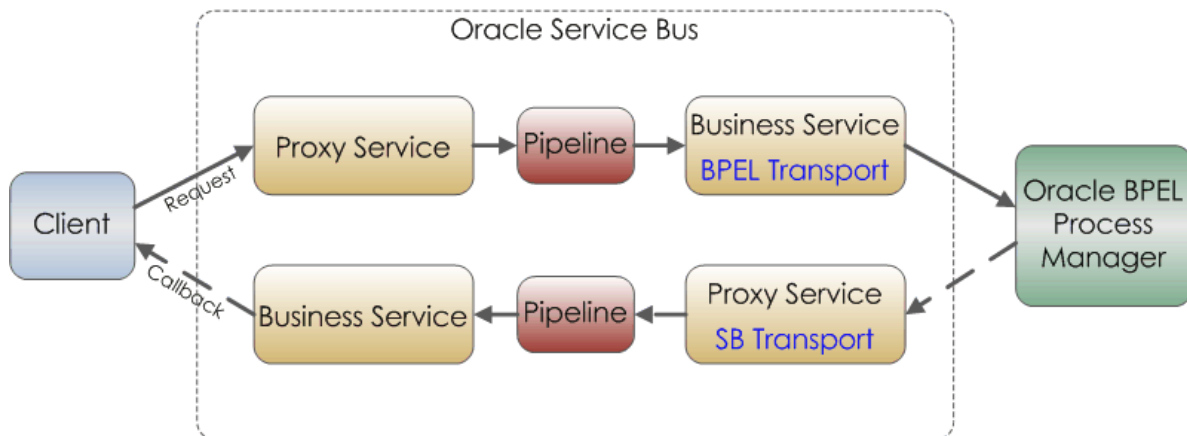 Oracle Service Bus
Proxy Service
Pipeline
Business Service
BPEL Transport
Request
Client
Oracle BPEL
Process
Manager
Callback
Business Service
Pipeline
Proxy Service
SB Transport